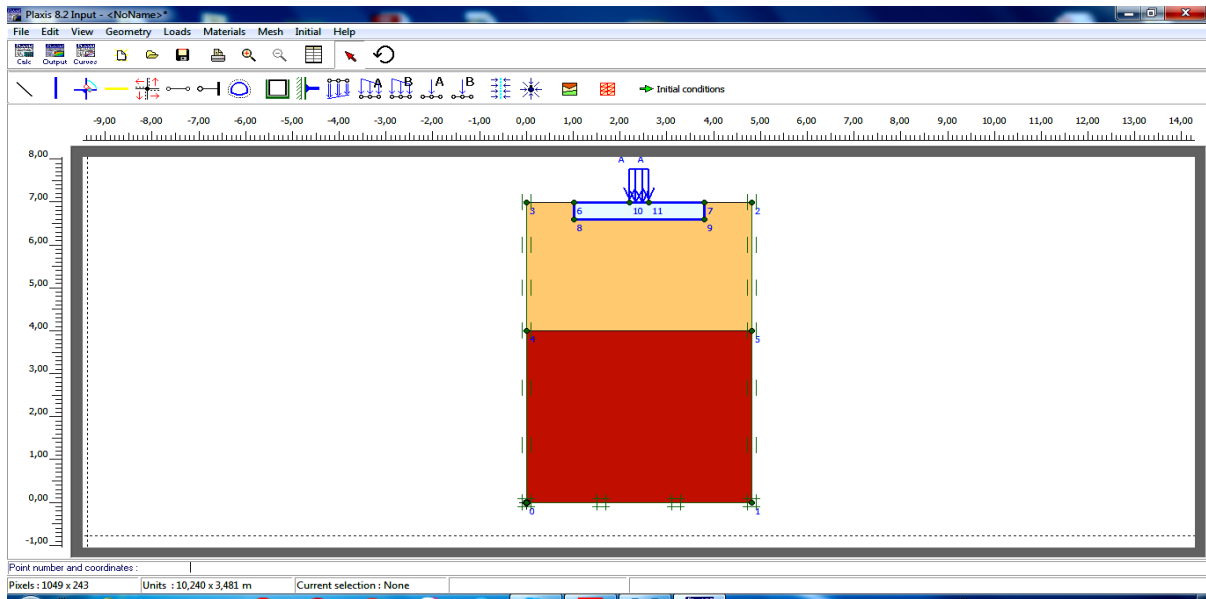 Plaxis 8.2 Input - <NoName>*
File Edit View Geometry Loads Materials Mesh Initial Help
Calc Output Curves
A B A B Initial conditions
-9,00 -8,00 -7,00 -6,00 -5,00 -4,00 -3,00 -2,00 -1,00 0,00 1,00 2,00 3,00 4,00 5,00 6,00 7,00 8,00 9,00 10,00 11,00 12,00 13,00 14,00
8,00
A A
7,00
3 6 10 11 7 2
8 9
6,00
5,00
4,00
4 5
3,00
2,00
1,00
0,00
0 1
-1,00
Point number and coordinates :
Pixels : 1049 x 243 Units : 10,240 x 3,481 m Current selection : None